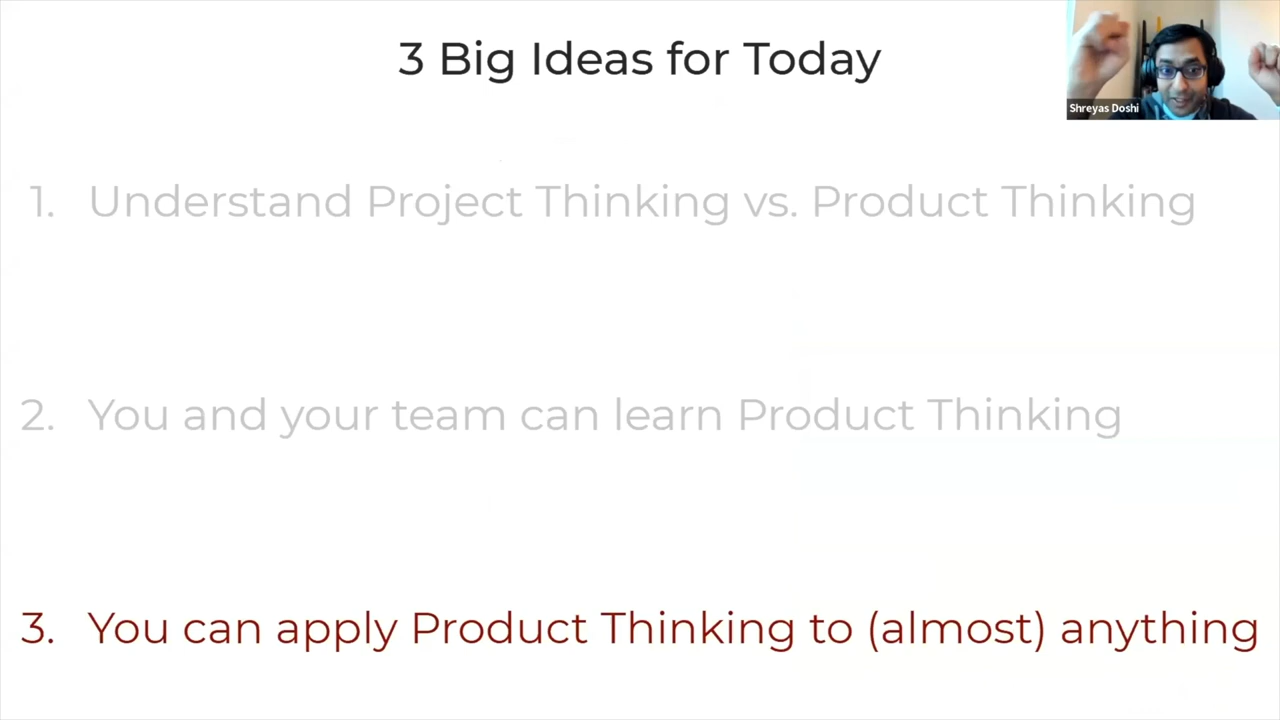 3 Big Ideas for Today
Shreyas Doshi
1. Understand Project Thinking vs. Product Thinking
2. You and your team can learn Product Thinking
3. You can apply Product Thinking to (almost) anything